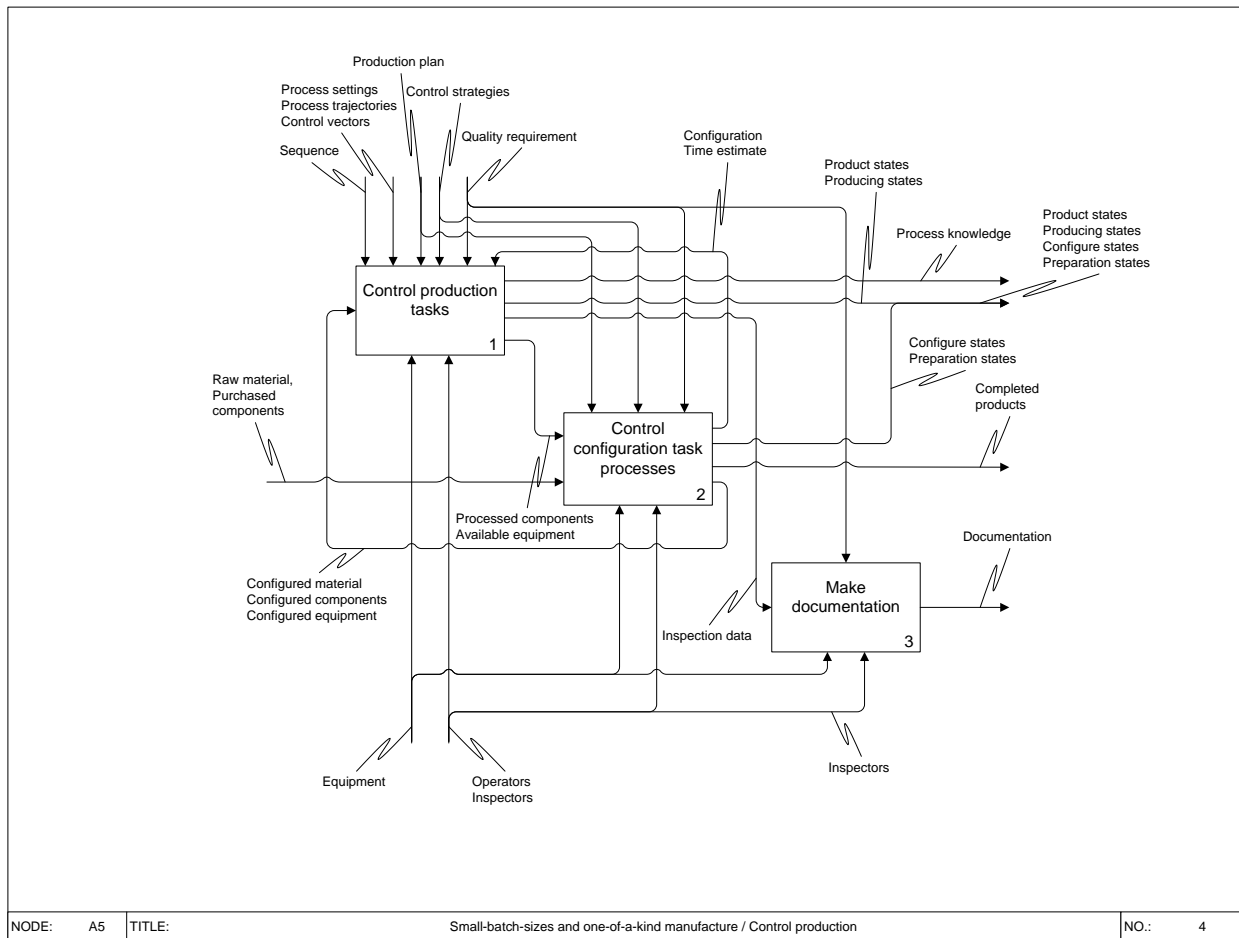 Production plan
Process settings
Process trajectories
Control vectors
Control strategies
Sequence
Quality requirement
Configuration
Time estimate
Product states
Producing states
Product states
Producing states
Configure states
Preparation states
Process knowledge
Control production
tasks
1
Configure states
Preparation states
Raw material,
Purchased
components
Completed
products
Control
configuration task
processes
2
Processed components
Available equipment
Documentation
Configured material
Configured components
Configured equipment
Make
documentation
3
Inspection data
Equipment
Operators
Inspectors
Inspectors
NODE: A5 TITLE: Small-batch-sizes and one-of-a-kind manufacture / Control production NO.: 4